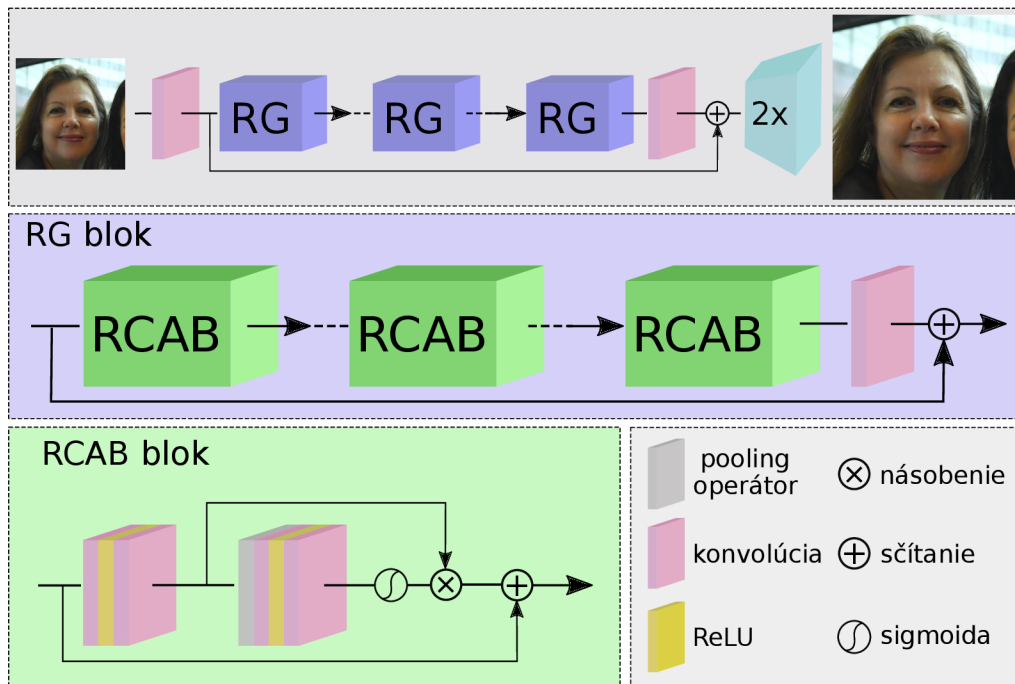 RG
RG
RG
2x
RG blok
RCAB
RCAB
RCAB
RCAB blok
pooling
operátor
násobenie
konvolúcia
sčítanie
ReLU
sigmoida